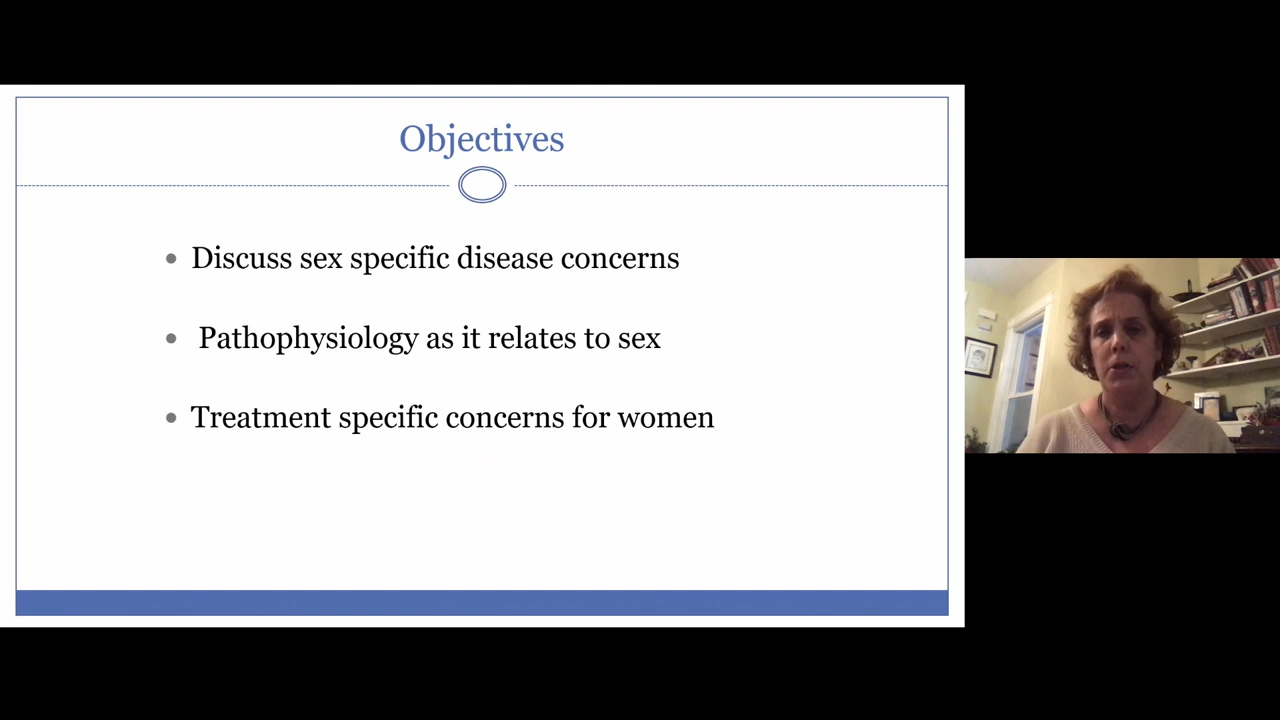 Objectives
Discuss sex specific disease concerns
Pathophysiology as it relates to sex
Treatment specific concerns for women